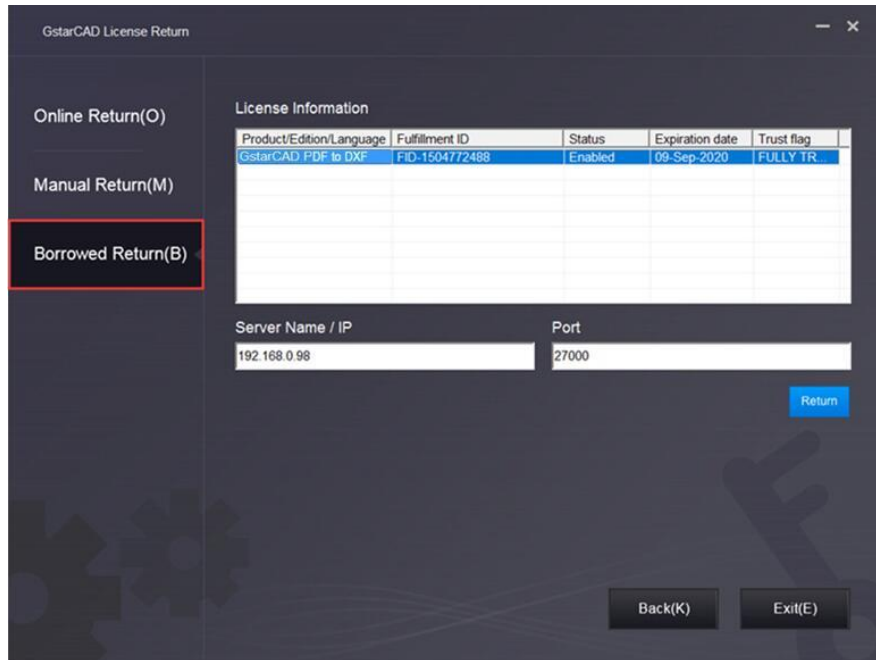 GstarCAD License Return
Online Return(O)
Manual Return(M)
Borrowed Return(B)
License Information
Product/Edition/Language Fulfillment ID Status Expiration date Trust flag
GstarCAD PDF to DXF FID-1504772488 Enabled 09-Sep-2020 FULLY TR...
Server Name / IP Port
192.168.0.98 27000
Return
Back(K) Exit(E)